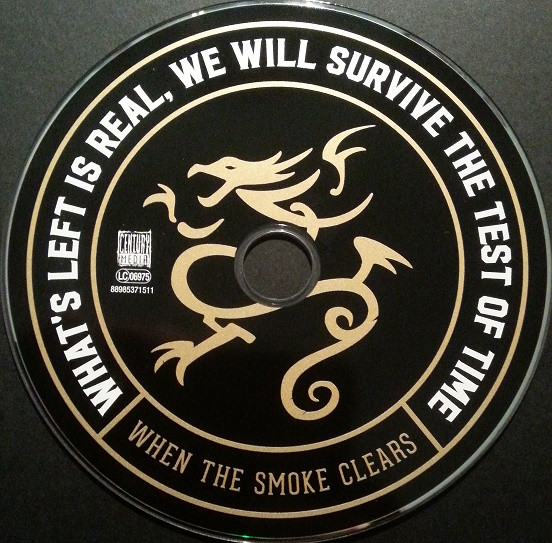 WHAT'S LEFT IS REAL, WE WILL SURVIVE THE TEST OF TIME
CENTURY
MEDIA
LC 06975
88985371511
WHEN THE SMOKE CLEARS